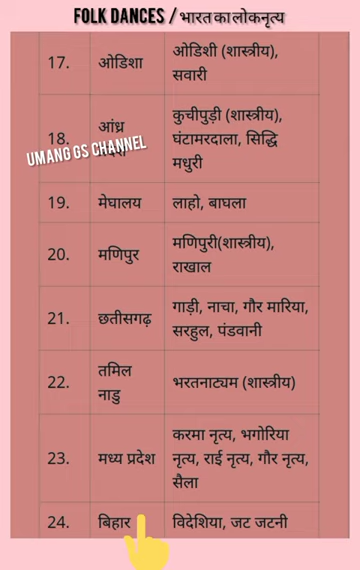 FOLK DANCES / भारत का लोकनृत्य
17. ओडिशा ओडिशी (शास्त्रीय),
सवारी
18. आंध्र कुचीपुड़ी (शास्त्रीय),
घंटामरदाला, सिद्धि
मधुरी
UMANG GS CHANNEL
19. मेघालय लाहो, बाघला
20. मणिपुर मणिपुरी(शास्त्रीय),
राखाल
21. छतीसगढ़ गाड़ी, नाचा, गौर मारिया,
सरहुल, पंडवानी
22. तमिल
नाडु भरतनाट्यम (शास्त्रीय)
23. मध्य प्रदेश करमा नृत्य, भगोरिया
नृत्य, राई नृत्य, गौर नृत्य,
सैला
24. बिहार विदेशिया, जट जटनी